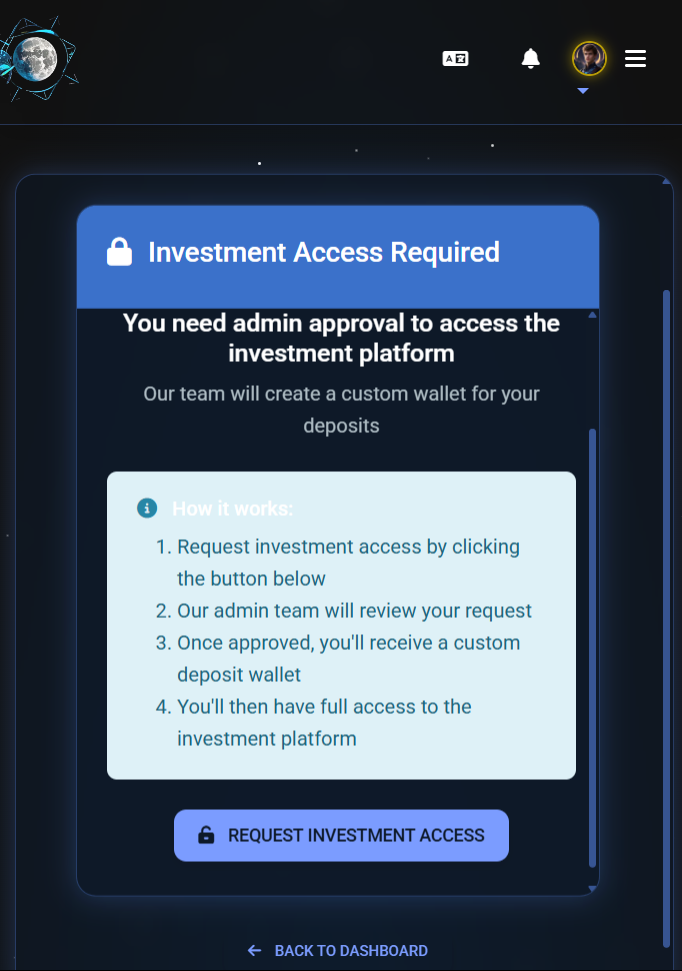 Investment Access Required
You need admin approval to access the
investment platform
Our team will create a custom wallet for your
deposits
How it works:
1. Request investment access by clicking
the button below
2. Our admin team will review your request
3. Once approved, you'll receive a custom
deposit wallet
4. You'll then have full access to the
investment platform
REQUEST INVESTMENT ACCESS
BACK TO DASHBOARD